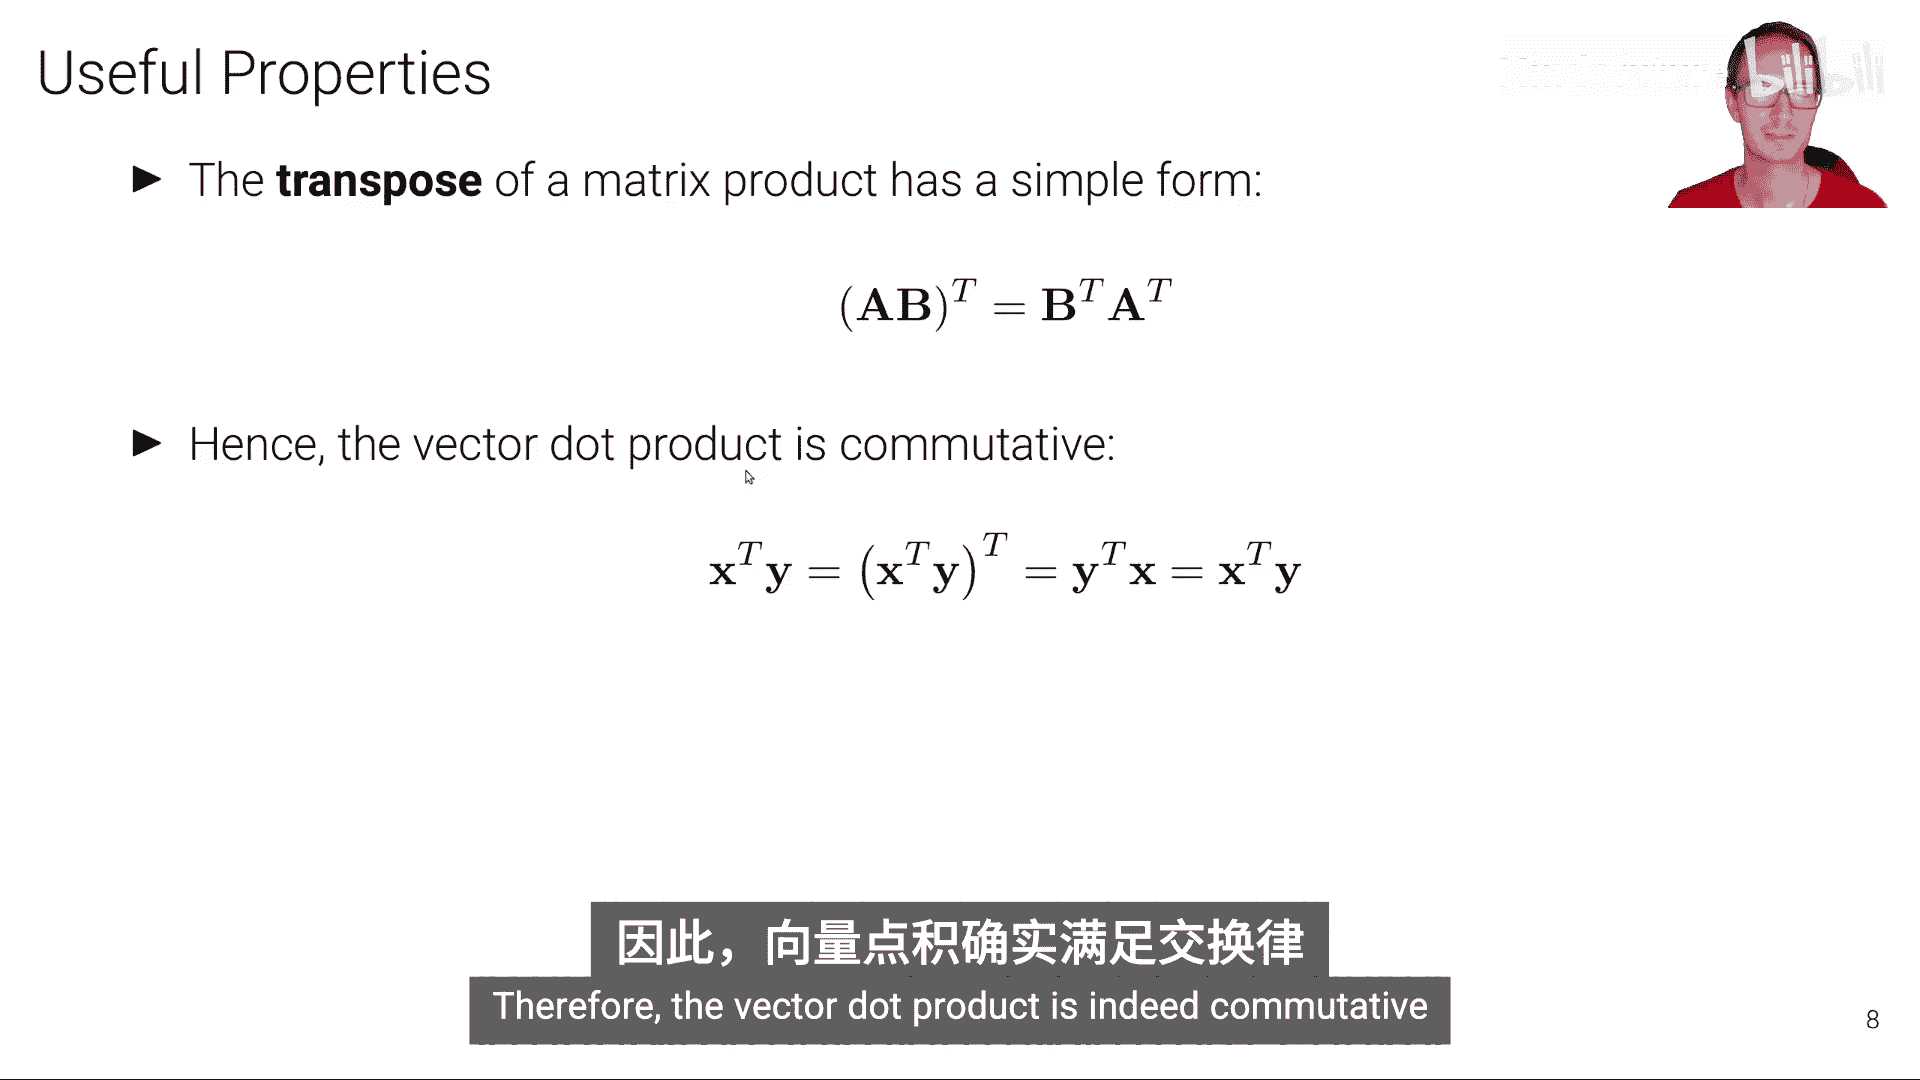 Useful Properties
bilibili
► The transpose of a matrix product has a simple form:
(AB)^T = B^T A^T
► Hence, the vector dot product is commutative:
x^T y = (x^T y)^T = y^T x = x^T y
因此，向量点积确实满足交换律
Therefore, the vector dot product is indeed commutative
8